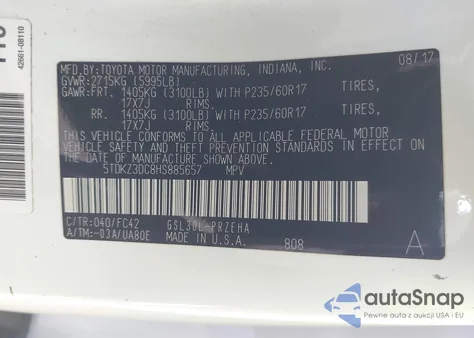 110
42661-08110
MFD.BY:TOYOTA MOTOR MANUFACTURING, INDIANA, INC. 08/17
GVWR:2715KG (5995LB)
GAWR:FRT. 1405KG (3100LB) WITH P235/60R17 TIRES,
17X7J RIMS.
RR. 1405KG (3100LB) WITH P235/60R17 TIRES,
17X7J RIMS.
THIS VEHICLE CONFORMS TO ALL APPLICABLE FEDERAL MOTOR
VEHICLE SAFETY AND THEFT PREVENTION STANDARDS IN EFFECT
ON THE DATE OF MANUFACTURE SHOWN ABOVE.
5TDKZ3DC8HS885657 MPV
C/TR:040/FC42 GSL30L-PRZEHA
A/TM:-03A/UA80E MADE IN U.S.A. 808 A
autoSnap
Pewne auta z aukcji USA i EU